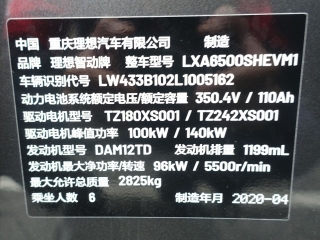 中国 重庆理想汽车有限公司 制造
品牌 理想智动牌 整车型号 LXA6500SHEVM1
车辆识别代号 LW433B102L1005162
动力电池系统额定电压/额定容量 350.4V / 110Ah
驱动电机型号 TZ180XS001 / TZ242XS001
驱动电机峰值功率 100kW / 140kW
发动机型号 DAM12TD 发动机排量 1199mL
发动机最大净功率/转速 96kW / 5500r/min
最大允许总质量 2825kg
乘坐人数 6 制造年月 2020-04